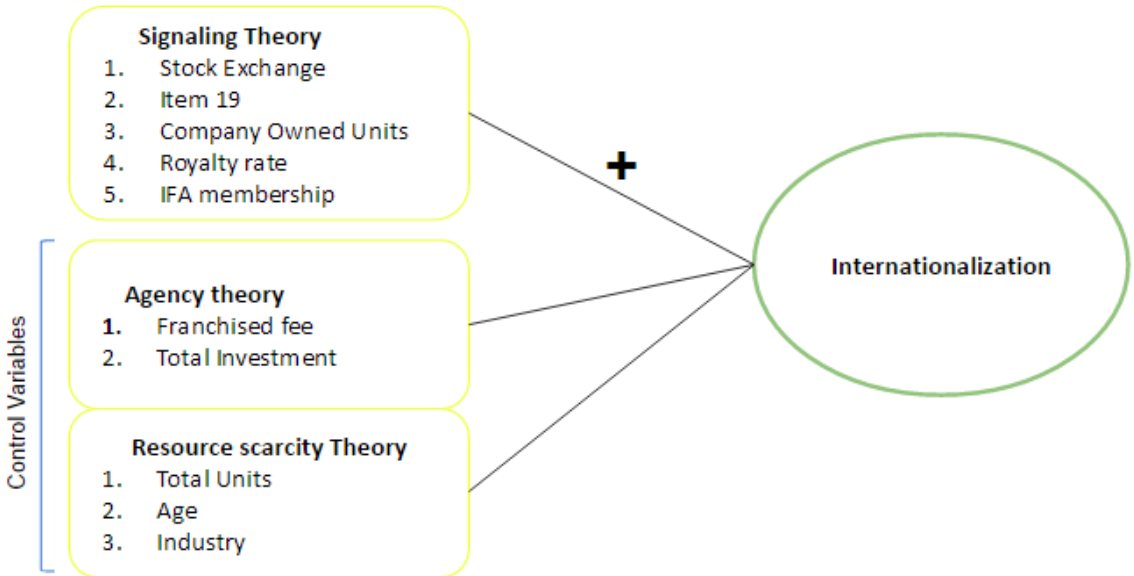 Signaling Theory
1. Stock Exchange
2. Item 19
3. Company Owned Units
4. Royalty rate
5. IFA membership
+
Internationalization
Control Variables
Agency theory
1. Franchised fee
2. Total Investment
Resource scarcity Theory
1. Total Units
2. Age
3. Industry